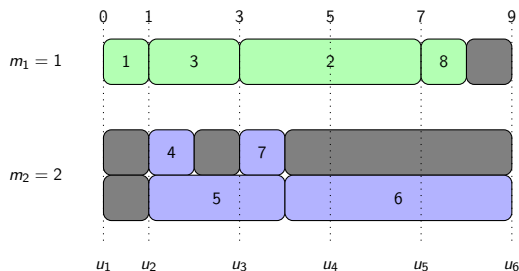 0 1 3 5 7 9
m₁ = 1 1 3 2 8
4 7
m₂ = 2
5 6
u₁ u₂ u₃ u₄ u₅ u₆